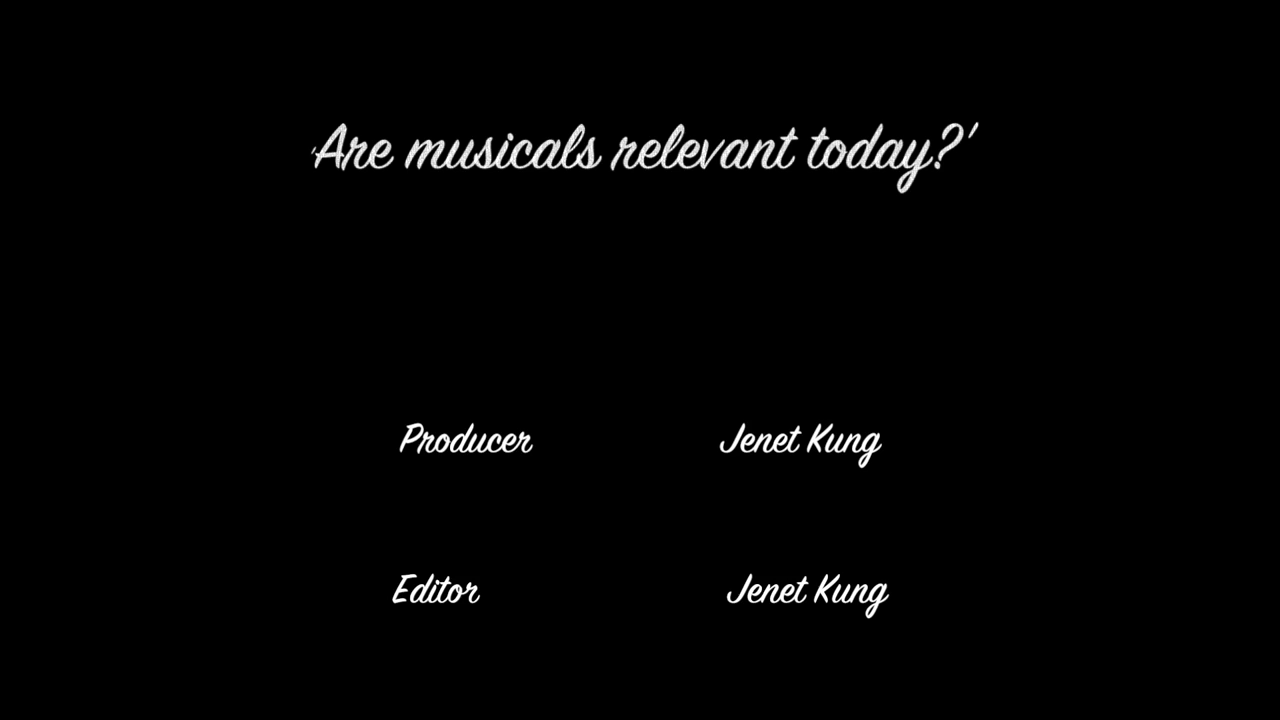 'Are musicals relevant today?'
Producer Jenet Kung
Editor Jenet Kung